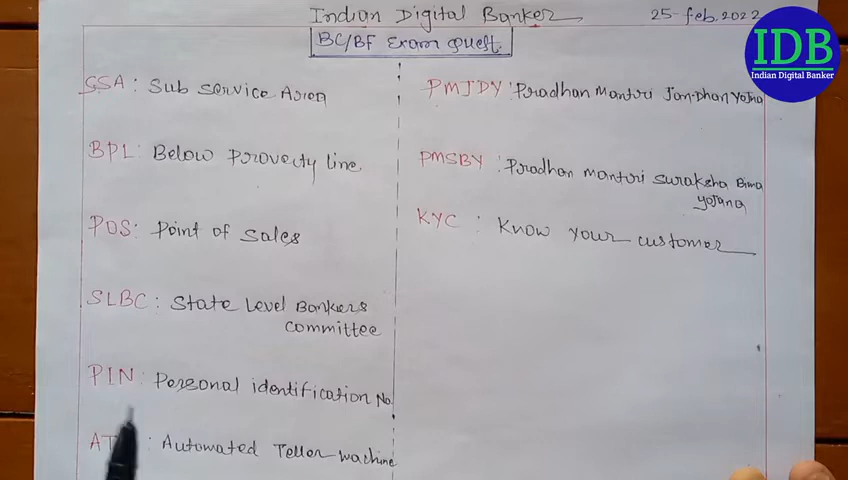 Indian Digital Banker
25-feb.2022
IDB
Indian Digital Banker
BC/BF Exam quest.
SSA: Sub service Area
BPL: Below proverty line
POS: Point of sales
SLBC: State Level Bankers
committee
PIN: Personal identification No.
AT : Automated Teller machine
PMJDY: Pradhan Mantri Jan-Dhan Yojna
PMSBY: Pradhan mantri suraksha Bima
yojana
KYC: Know your customer